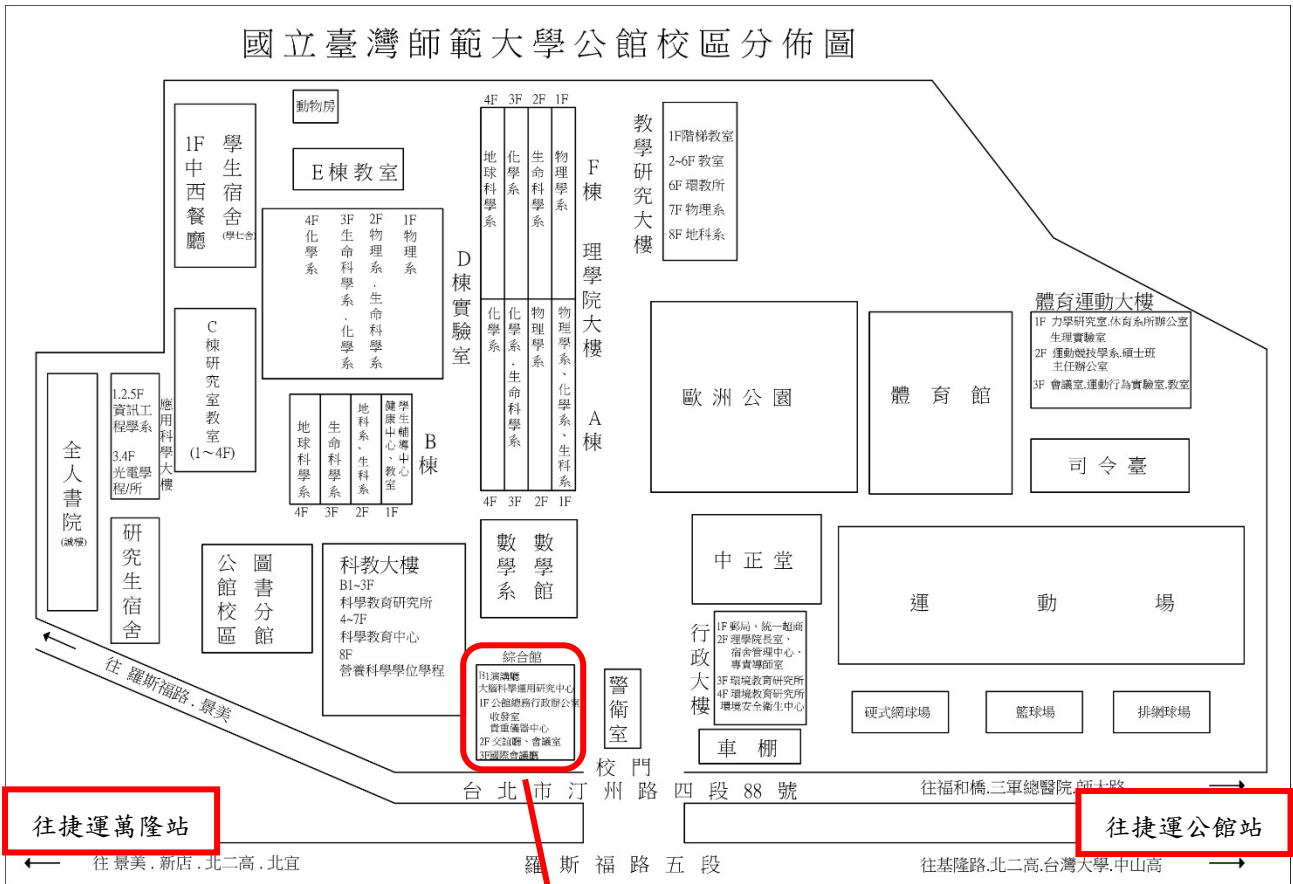 國立臺灣師範大學公館校區分佈圖
動物房
學生宿舍
(學七舍)
1F中西餐廳
E棟教室
4F 3F 2F 1F
地球科學系
化學系
生命科學系
物理學系
F棟
理學院大樓
A棟
化學系
化學系．生命科學系
物理學系
物理學系、化學系、生科系
4F 3F 2F 1F
教學研究大樓
1F階梯教室
2~6F 教室
6F 環教所
7F 物理系
8F 地科系
D棟實驗室
4F化學系
3F生命科學系．化學系
2F物理系．生命科學系
1F物理系
C棟研究室教室
(1～4F)
應用科學大樓
1.2.5F
資訊工
程學系
3.4F
光電學
程/所
全人書院
(誠樓)
研究生宿舍
B棟
地球科學系
生命科學系
地科系、生科系
學生輔導中心
健康中心、教室
4F 3F 2F 1F
歐洲公園
體育館
體育運動大樓
1F 力學研究室.休育系所辦公室
生理實驗室
2F 運動競技學系.碩士班
主任辦公室
3F 會議室.運動行為實驗室.教室
司令臺
圖書分館
公館校區
科教大樓
B1~3F
科學教育研究所
4~7F
科學教育中心
8F
營養科學學位學程
數學館
數學系
中正堂
運動場
綜合館
B1演講廳
大腦科學運用研究中心
1F 公館總務行政辦公室
收發室
貴重儀器中心
2F 交誼廳、會議室
3F國際會議廳
警衛室
行政大樓
1F 郵局、統一超商
2F 理學院長室、
宿舍管理中心、
專責導師室
3F 環境教育研究所
4F 環境教育研究所
環境安全衛生中心
車棚
硬式網球場
籃球場
排網球場
校門
往 羅斯福路．景美
台北市汀州路四段88號
往福和橋.三軍總醫院.師大路
往捷運萬隆站
往捷運公館站
往 景美．新店．北二高．北宜
羅斯福路五段
往基隆路.北二高.台灣大學.中山高